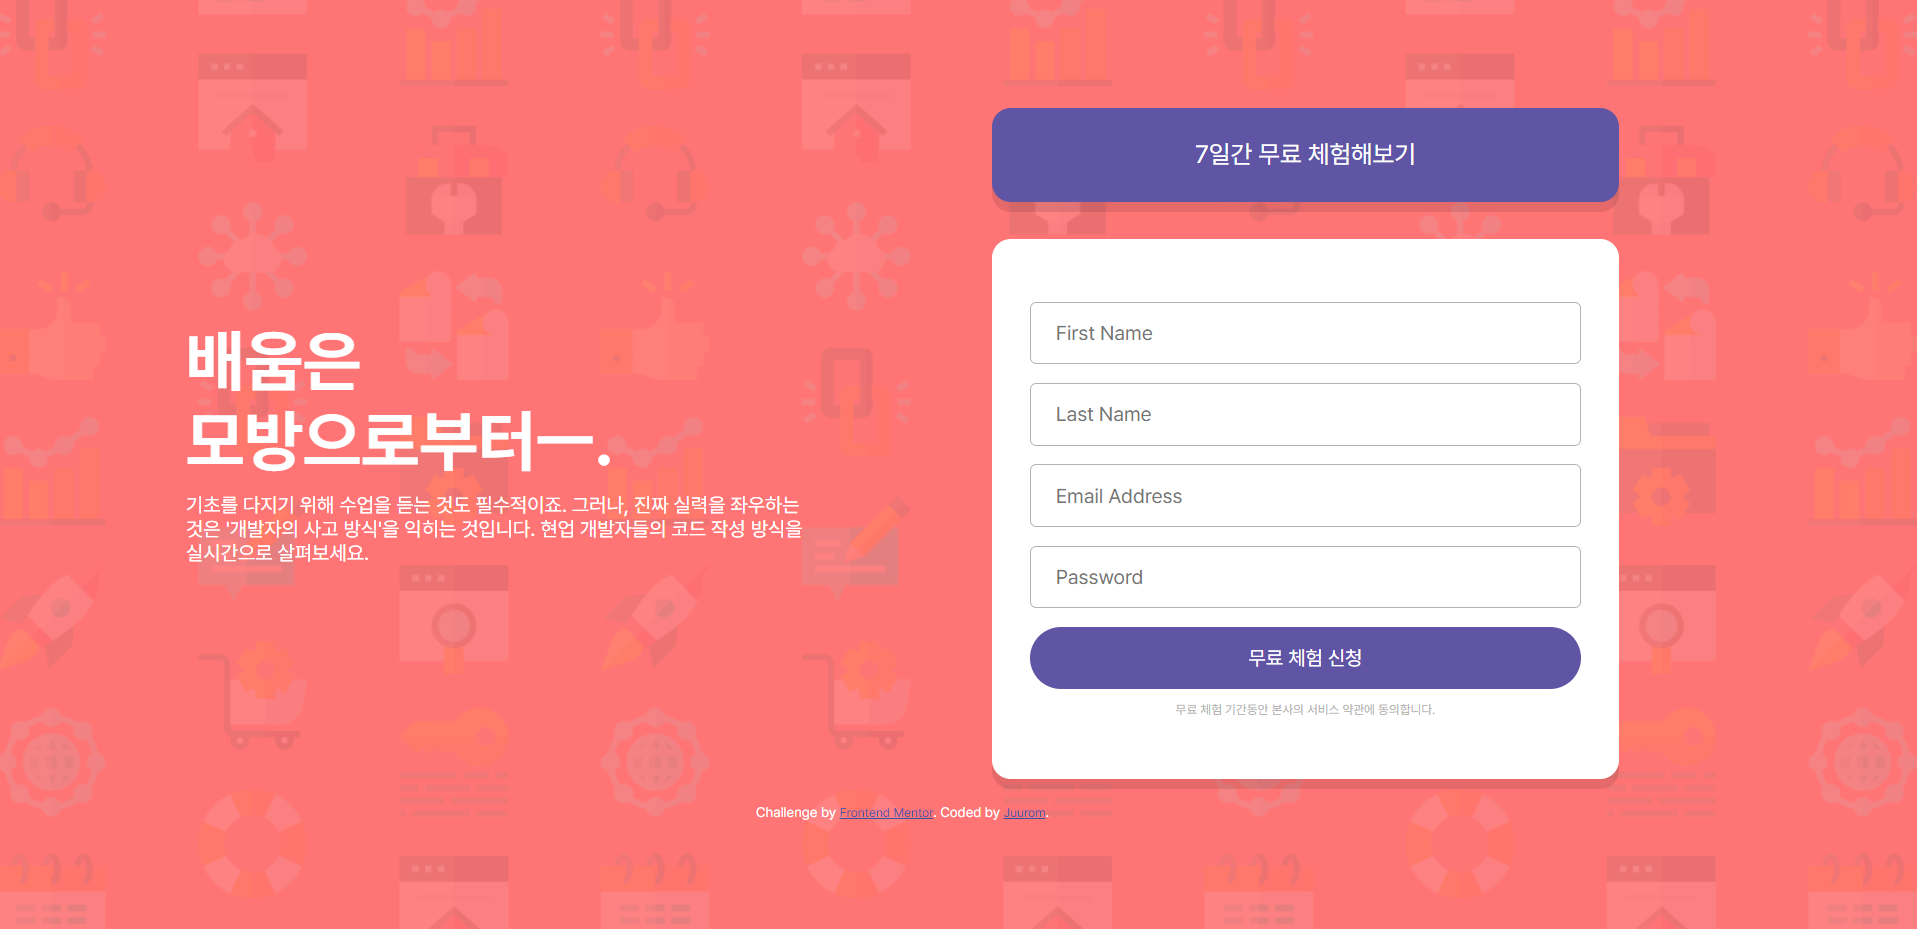 배움은
모방으로부터ㅡ.
기초를 다지기 위해 수업을 듣는 것도 필수적이죠. 그러나, 진짜 실력을 좌우하는
것은 '개발자의 사고 방식'을 익히는 것입니다. 현업 개발자들의 코드 작성 방식을
실시간으로 살펴보세요.
7일간 무료 체험해보기
First Name
Last Name
Email Address
Password
무료 체험 신청
무료 체험 기간동안 본사의 서비스 약관에 동의합니다.
Challenge by Frontend Mentor. Coded by Juurom.